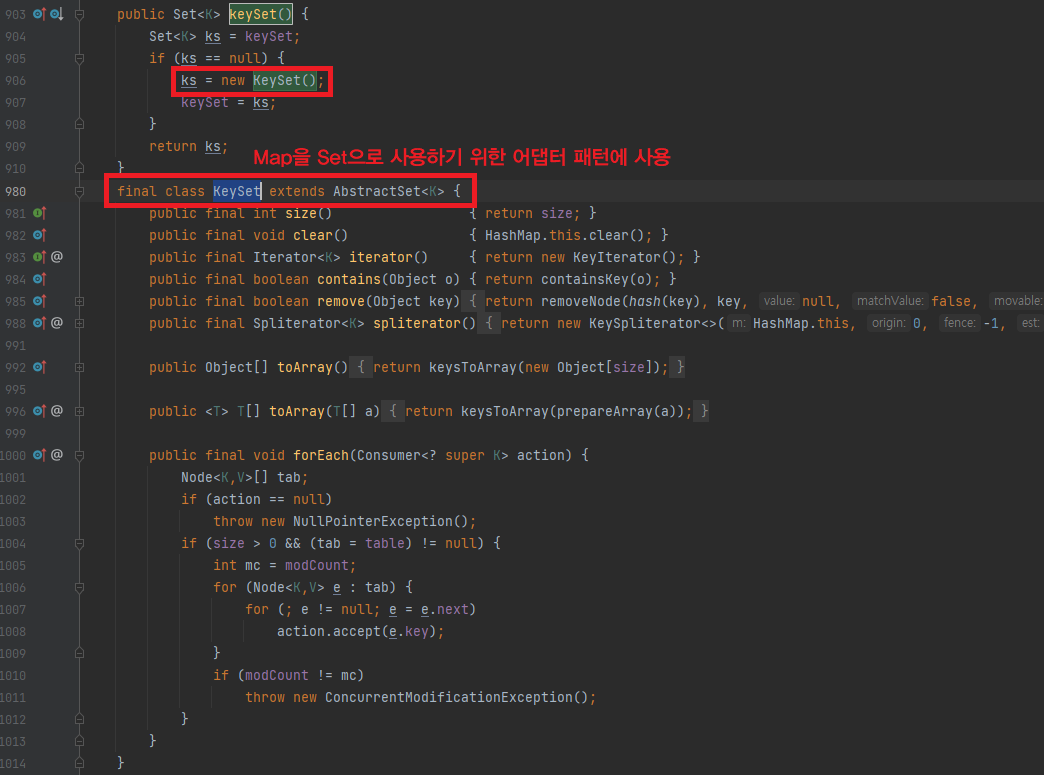 903 public Set<K> keySet() {
904 Set<K> ks = keySet;
905 if (ks == null) {
906 ks = new KeySet();
907 keySet = ks;
908 }
909 return ks;
Map을 Set으로 사용하기 위한 어댑터 패턴에 사용
910 }
980 final class KeySet extends AbstractSet<K> {
981 public final int size() { return size; }
982 public final void clear() { HashMap.this.clear(); }
983 @ public final Iterator<K> iterator() { return new KeyIterator(); }
984 public final boolean contains(Object o) { return containsKey(o); }
985 public final boolean remove(Object key) { return removeNode(hash(key), key, value: null, matchValue: false, movable:
988 @ public final Spliterator<K> spliterator() { return new KeySpliterator<>( m: HashMap.this, origin: 0, fence: -1, est:
991
992 public Object[] toArray() { return keysToArray(new Object[size]); }
995
996 @ public <T> T[] toArray(T[] a) { return keysToArray(prepareArray(a)); }
999
1000 @ public final void forEach(Consumer<? super K> action) {
1001 Node<K,V>[] tab;
1002 if (action == null)
1003 throw new NullPointerException();
1004 if (size > 0 && (tab = table) != null) {
1005 int mc = modCount;
1006 for (Node<K,V> e : tab) {
1007 for (; e != null; e = e.next)
1008 action.accept(e.key);
1009 }
1010 if (modCount != mc)
1011 throw new ConcurrentModificationException();
1012 }
1013 }
1014 }